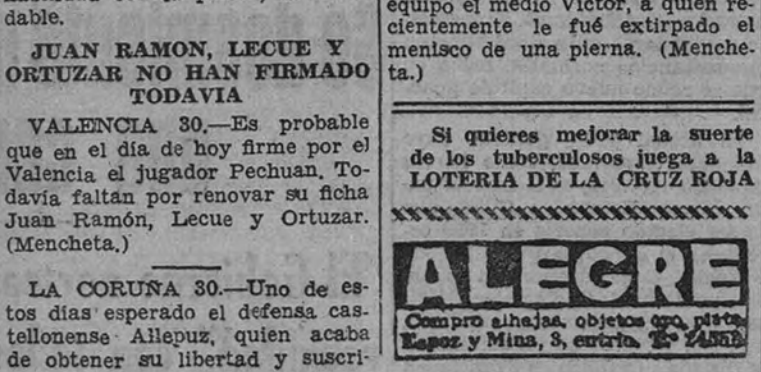 dable.
JUAN RAMON, LECUE Y
ORTUZAR NO HAN FIRMADO
TODAVIA
VALENCIA 30.—Es probable
que en el día de hoy firme por el
Valencia el jugador Pechuan. To-
davía faltan por renovar su ficha
Juan Ramón, Lecue y Ortuzar.
(Mencheta.)
LA CORUÑA 30.—Uno de es-
tos días esperado el defensa cas-
tellonense Allepuz, quien acaba
de obtener su libertad y suscri-
equipo el medio Víctor, a quien re-
cientemente le fué extirpado el
menisco de una pierna. (Menche-
ta.)
Si quieres mejorar la suerte
de los tuberculosos juega a la
LOTERIA DE LA CRUZ ROJA
ALEGRE
Compro alhajas, objetos oro, plata
Espoz y Mina, 3, entrlo.